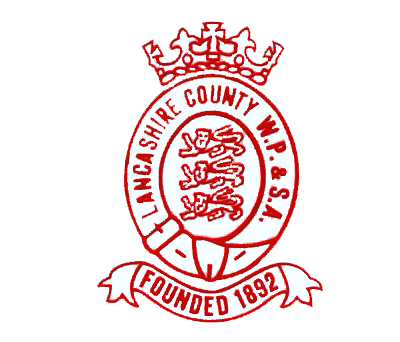 LANCASHIRE COUNTY W.P. & S.A.
FOUNDED 1892